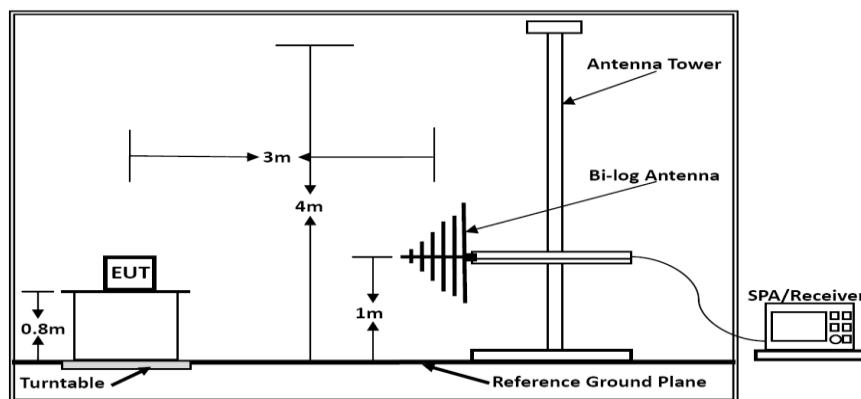 Antenna Tower
3m
Bi-log Antenna
4m
EUT
SPA/Receiver
0.8m
1m
Turntable
Reference Ground Plane